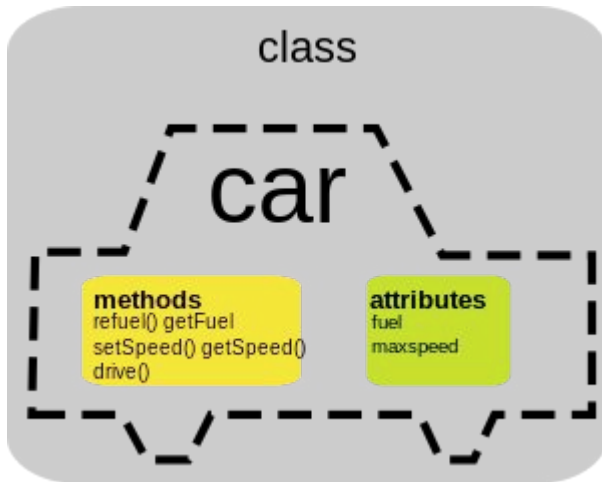 class
car
methods
refuel() getFuel
setSpeed() getSpeed()
drive()
attributes
fuel
maxspeed